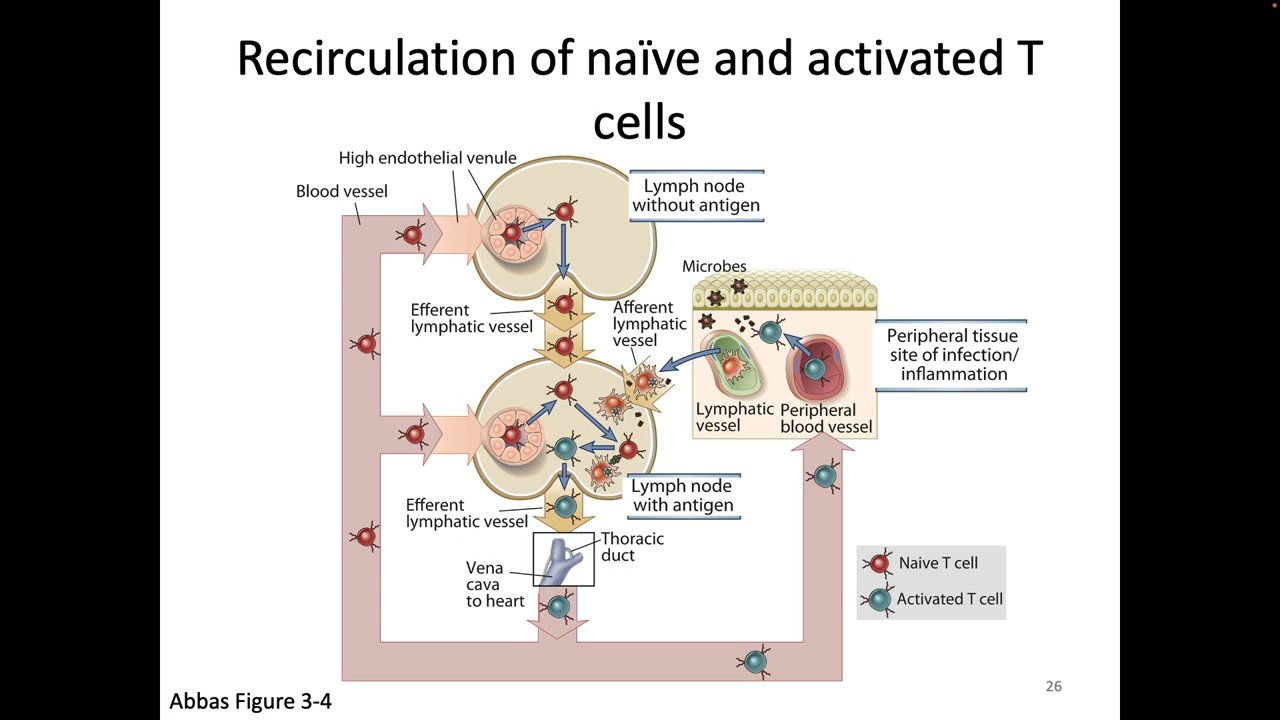 Recirculation of naïve and activated T
cells
High endothelial venule
Blood vessel
Lymph node
without antigen
Microbes
Efferent
lymphatic vessel
Afferent
lymphatic
vessel
Peripheral tissue
site of infection/
inflammation
Lymphatic
vessel
Peripheral
blood vessel
Lymph node
with antigen
Efferent
lymphatic vessel
Thoracic
duct
Vena
cava
to heart
Naive T cell
Activated T cell
Abbas Figure 3-4
26